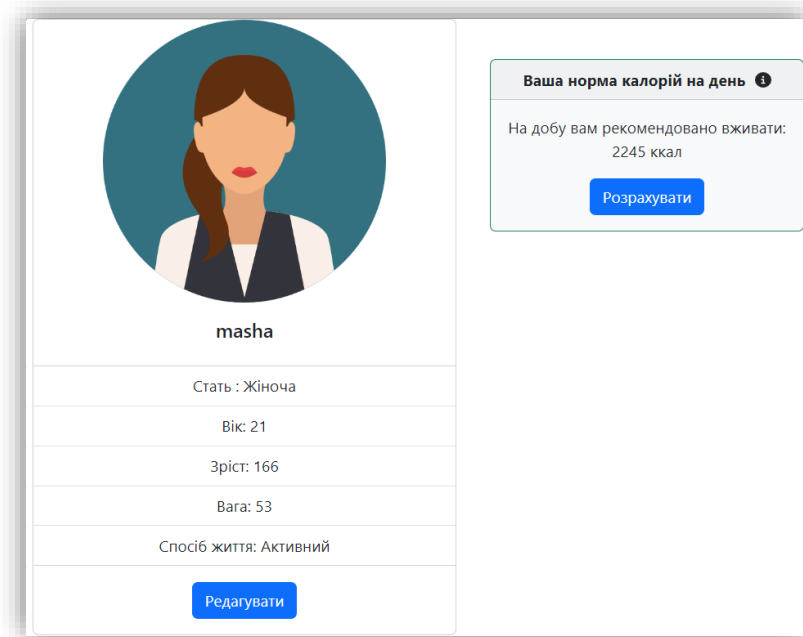 masha
Стать : Жіноча
Вік: 21
Зріст: 166
Вага: 53
Спосіб життя: Активний
Редагувати
Ваша норма калорій на день
На добу вам рекомендовано вживати:
2245 ккал
Розрахувати